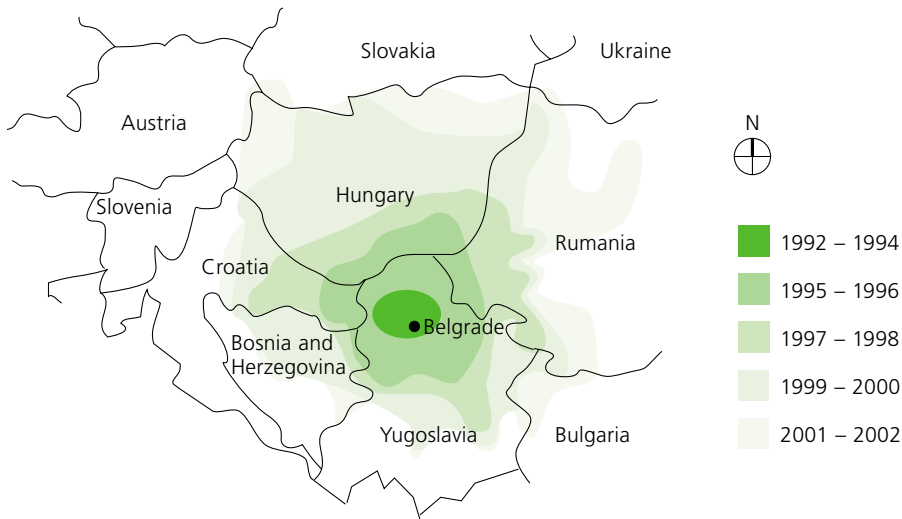 Slovakia
Ukraine
Austria
N
Hungary
Slovenia
Rumania
Croatia
Belgrade
Bosnia and
Herzegovina
Yugoslavia
Bulgaria
1992 – 1994
1995 – 1996
1997 – 1998
1999 – 2000
2001 – 2002